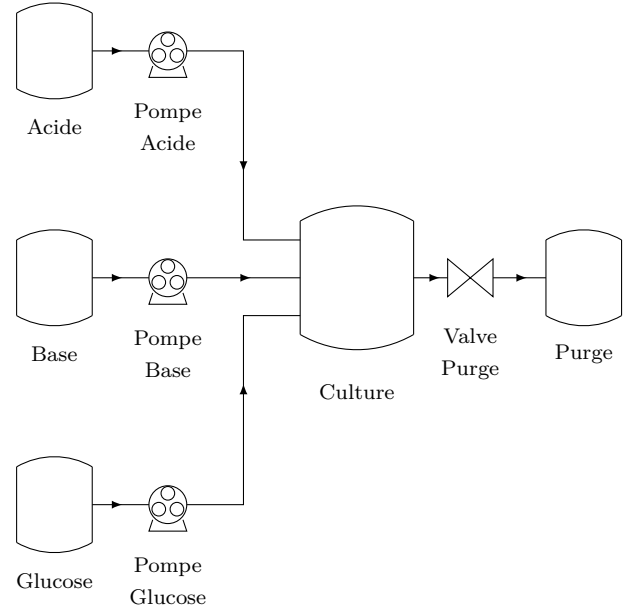 Acide
Pompe
Acide
Base
Pompe
Base
Culture
Valve
Purge
Purge
Glucose
Pompe
Glucose